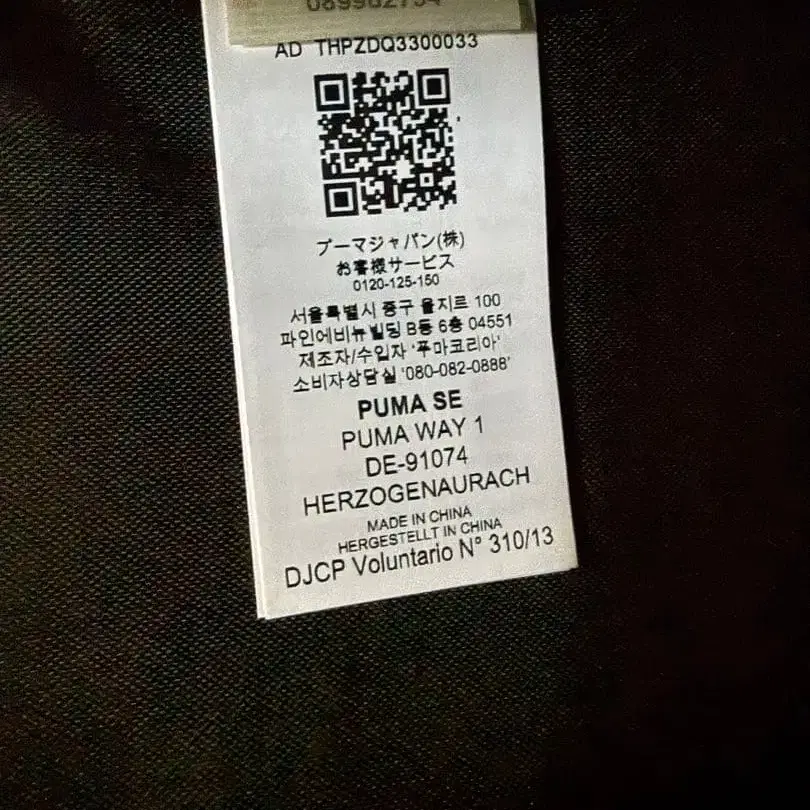 AD THPZDQ3300033
プーマジャパン(株)
お客様サービス
0120-125-150
서울특별시 중구 을지로 100
파인에비뉴빌딩 B동 6층 04551
제조자/수입자 '푸마코리아'
소비자상담실 '080-082-0888'
PUMA SE
PUMA WAY 1
DE-91074
HERZOGENAURACH
MADE IN CHINA
HERGESTELLT IN CHINA
DJCP Voluntario N° 310/13